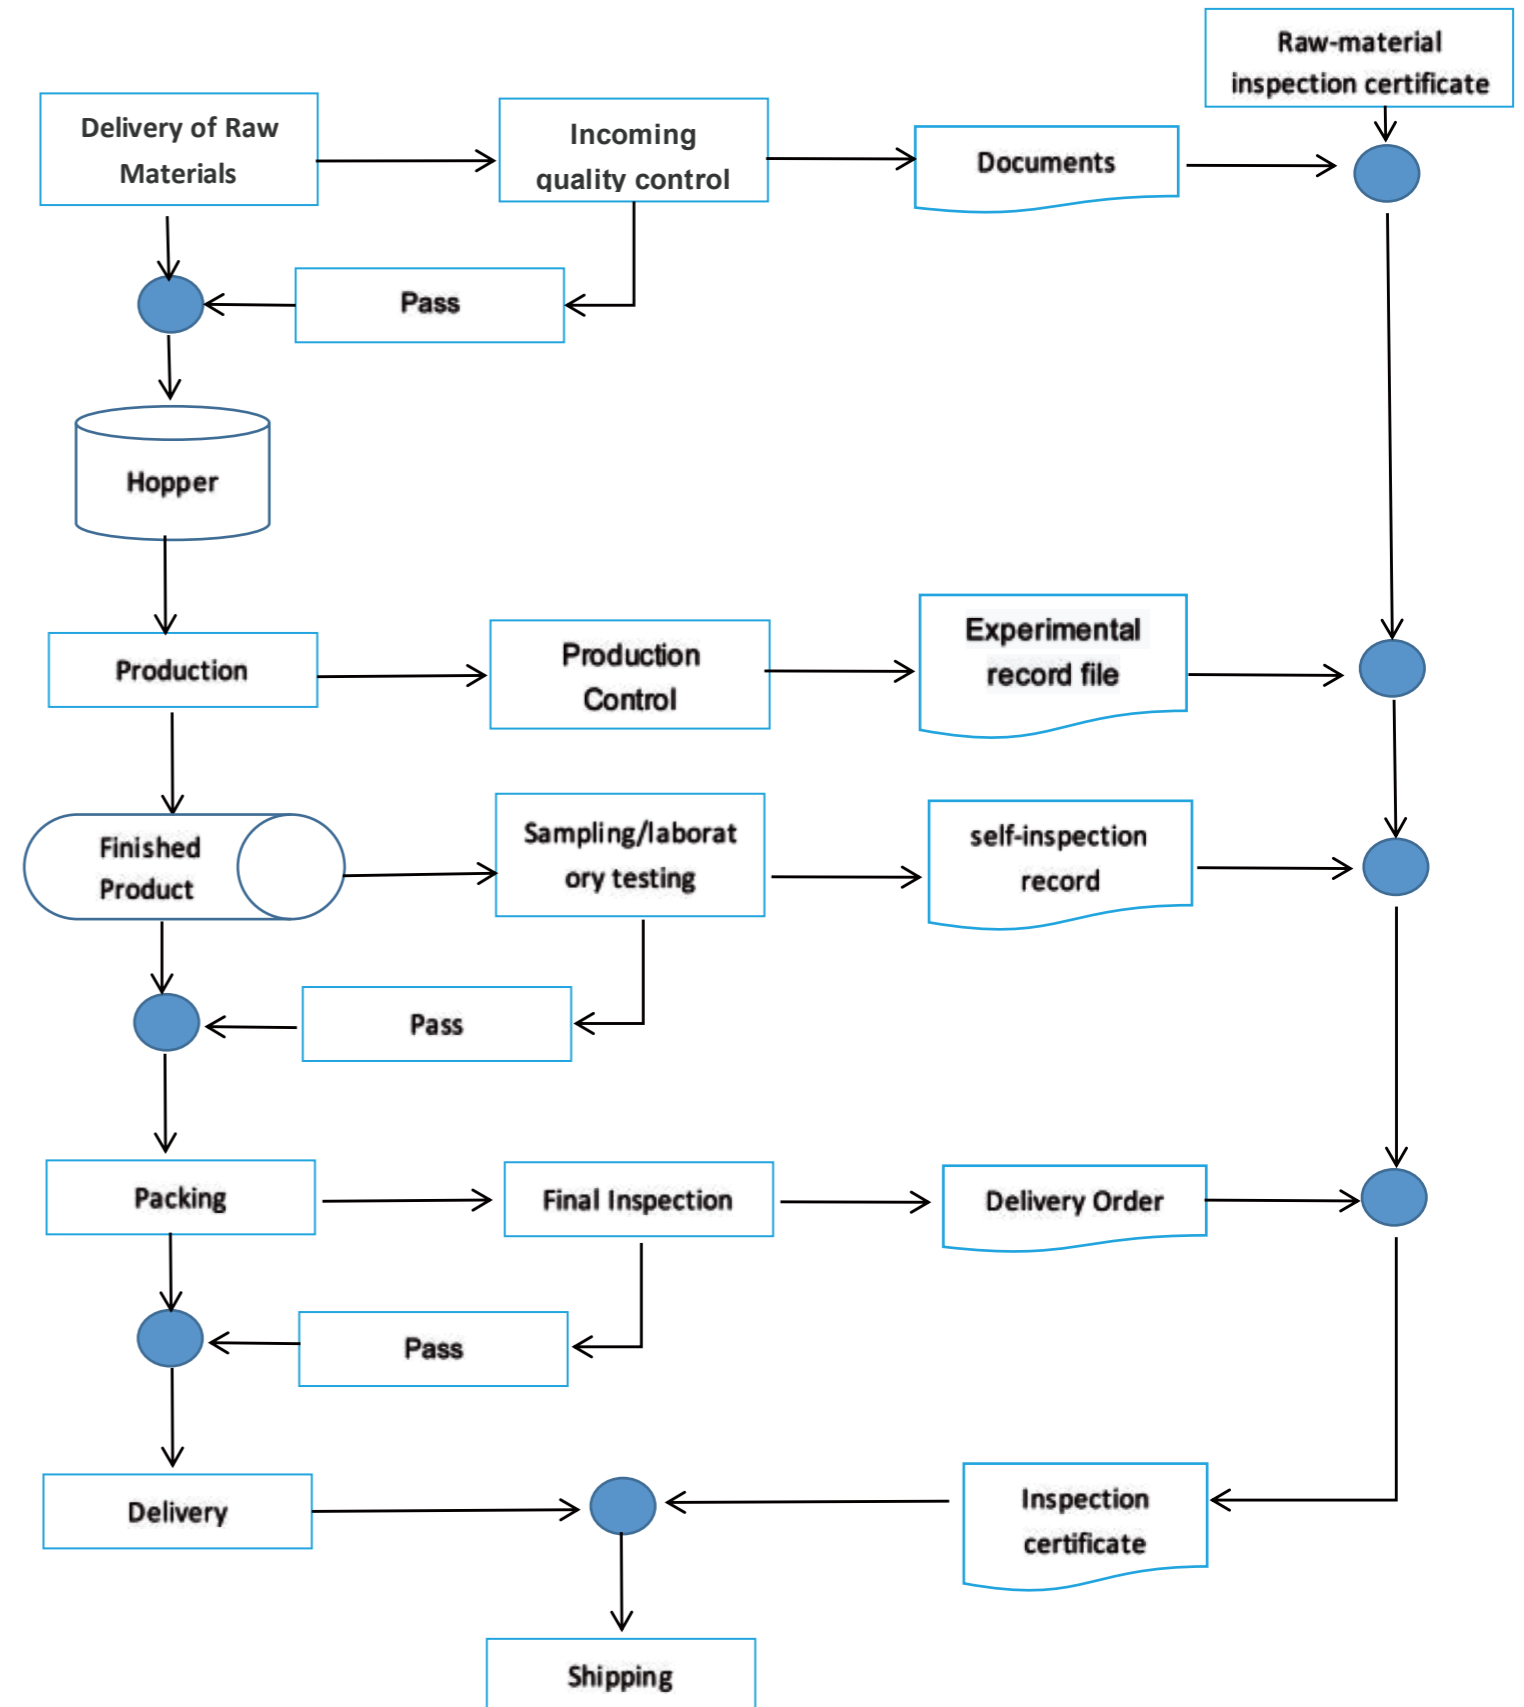 Raw-material
inspection certificate
Delivery of Raw
Materials
Incoming
quality control
Documents
Pass
Hopper
Production
Production
Control
Experimental
record file
Finished
Product
Sampling/laborat
ory testing
self-inspection
record
Pass
Packing
Final Inspection
Delivery Order
Pass
Delivery
Inspection
certificate
Shipping